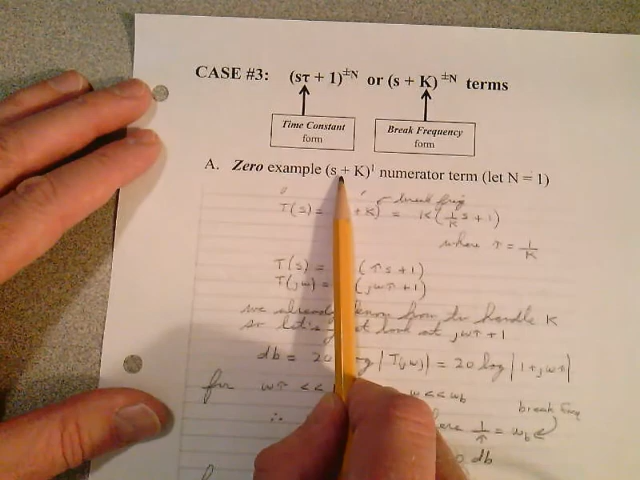 CASE #3: (sτ + 1)^±N or (s + K)^±N terms
Time Constant form
Break Frequency form
A. Zero example (s + K)¹ numerator term (let N = 1)
break freq
T(s) = + K) = K(1/K s + 1)
where τ = 1/K
T(s) = (τs + 1)
T(jω) = (jωτ + 1)
we already know how to handle K
so let's just look at jωτ + 1
db = 20 log |T(jω)| = 20 log |1 + jωτ|
for ωτ << ω << ωb
break freq
∴ 1/τ = ωb
0 db